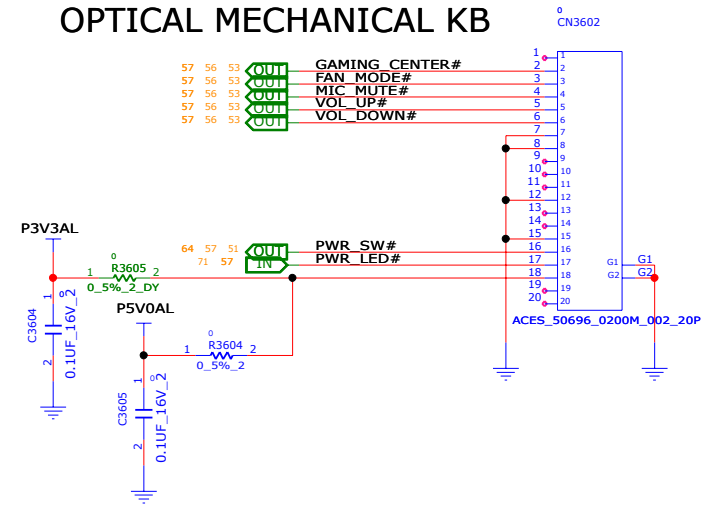 OPTICAL MECHANICAL KB
0
CN3602
57 56 53 OUT GAMING_CENTER# 2 2
57 56 53 OUT FAN_MODE# 3 3
57 56 53 OUT MIC_MUTE# 4 4
57 56 53 OUT VOL_UP# 5 5
57 56 53 OUT VOL_DOWN# 6 6
1 1
7 7
8 8
9 9
10 10
11 11
12 12
13 13
14 14
15 15
64 57 51 OUT PWR_SW# 16 16
71 57 IN PWR_LED# 17 17
18 18
19 19
20 20
G1 G1
G2 G2
ACES_50696_0200M_002_20P
P3V3AL
0
1 R3605 2
0_5%_2_DY
P5V0AL
0
1 R3604 2
0_5%_2
1 0
C3604
0.1UF_16V_2
2
1 0
C3605
0.1UF_16V_2
2